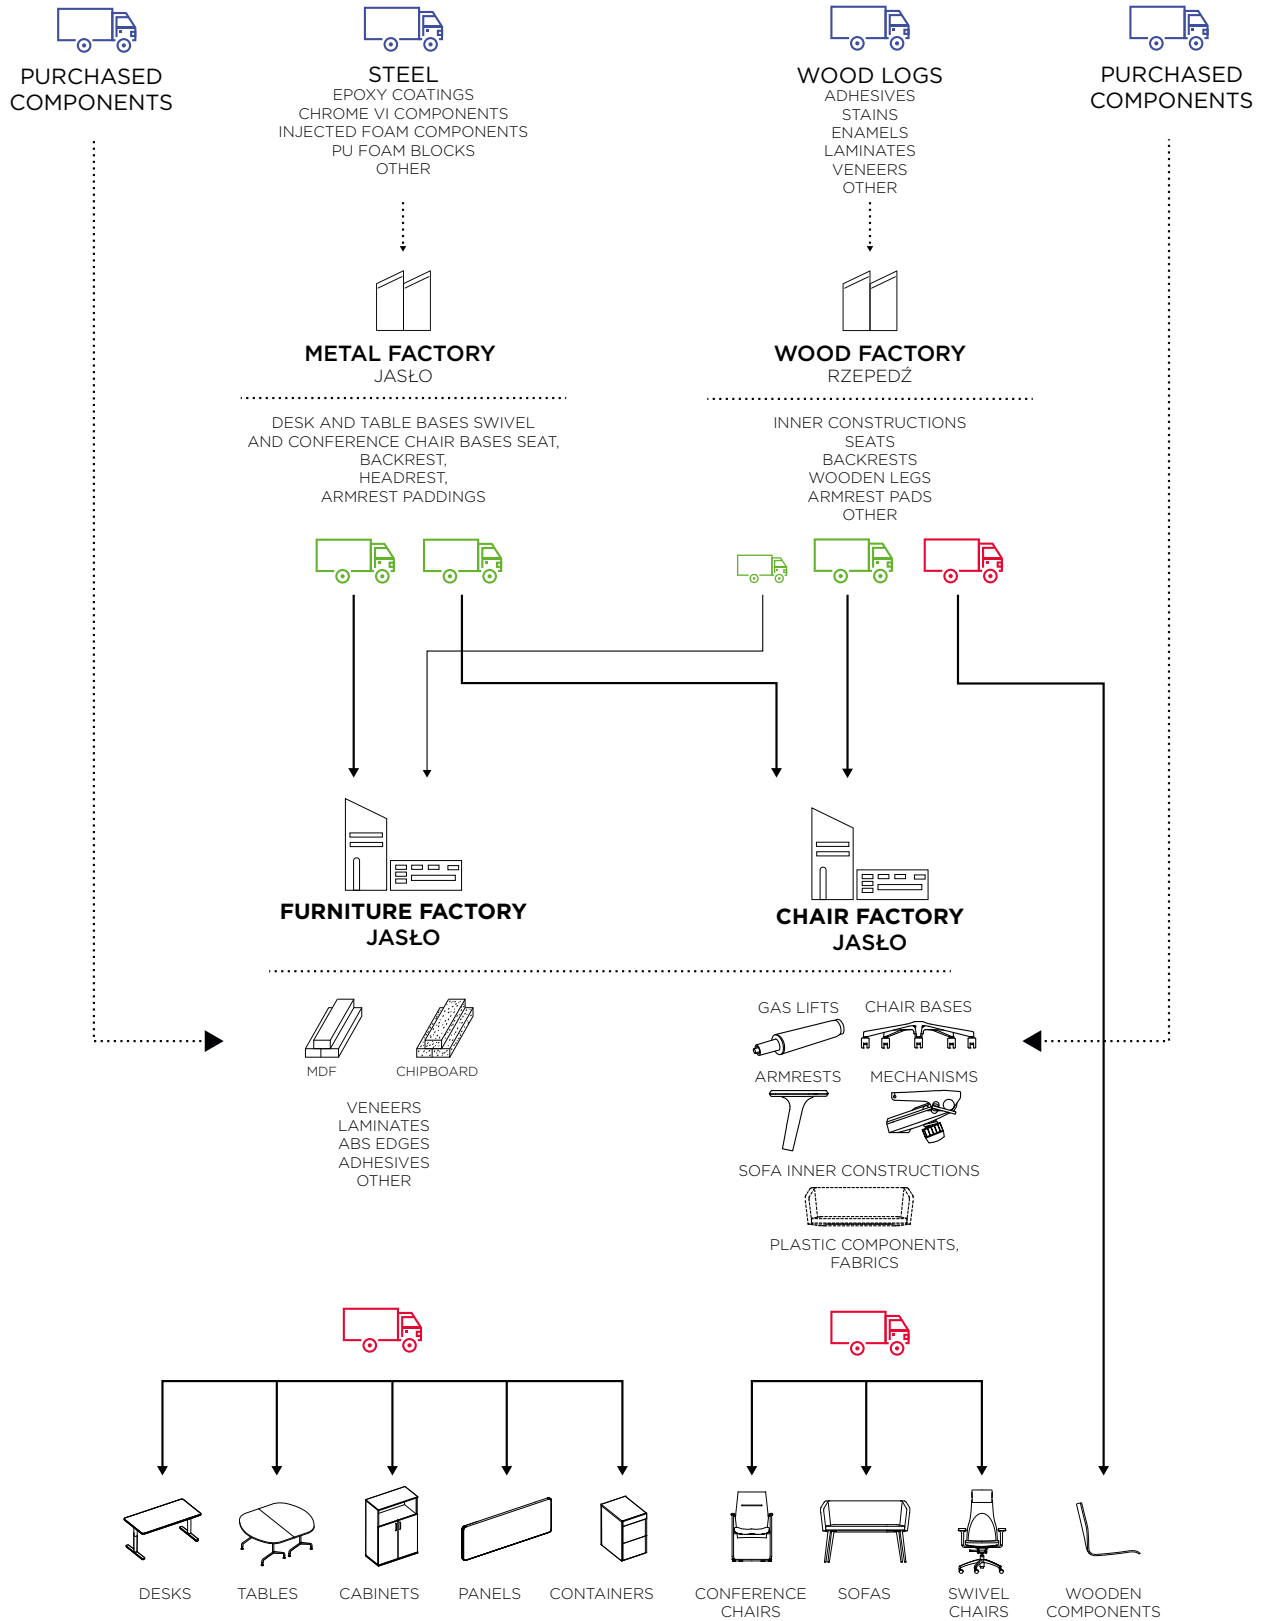 PURCHASED
COMPONENTS
STEEL
EPOXY COATINGS
CHROME VI COMPONENTS
INJECTED FOAM COMPONENTS
PU FOAM BLOCKS
OTHER
WOOD LOGS
ADHESIVES
STAINS
ENAMELS
LAMINATES
VENEERS
OTHER
PURCHASED
COMPONENTS
METAL FACTORY
JASŁO
DESK AND TABLE BASES SWIVEL
AND CONFERENCE CHAIR BASES SEAT,
BACKREST,
HEADREST,
ARMREST PADDINGS
WOOD FACTORY
RZEPEDŹ
INNER CONSTRUCTIONS
SEATS
BACKRESTS
WOODEN LEGS
ARMREST PADS
OTHER
FURNITURE FACTORY
JASŁO
CHAIR FACTORY
JASŁO
MDF
CHIPBOARD
VENEERS
LAMINATES
ABS EDGES
ADHESIVES
OTHER
GAS LIFTS
CHAIR BASES
ARMRESTS
MECHANISMS
SOFA INNER CONSTRUCTIONS
PLASTIC COMPONENTS,
FABRICS
DESKS
TABLES
CABINETS
PANELS
CONTAINERS
CONFERENCE
CHAIRS
SOFAS
SWIVEL
CHAIRS
WOODEN
COMPONENTS